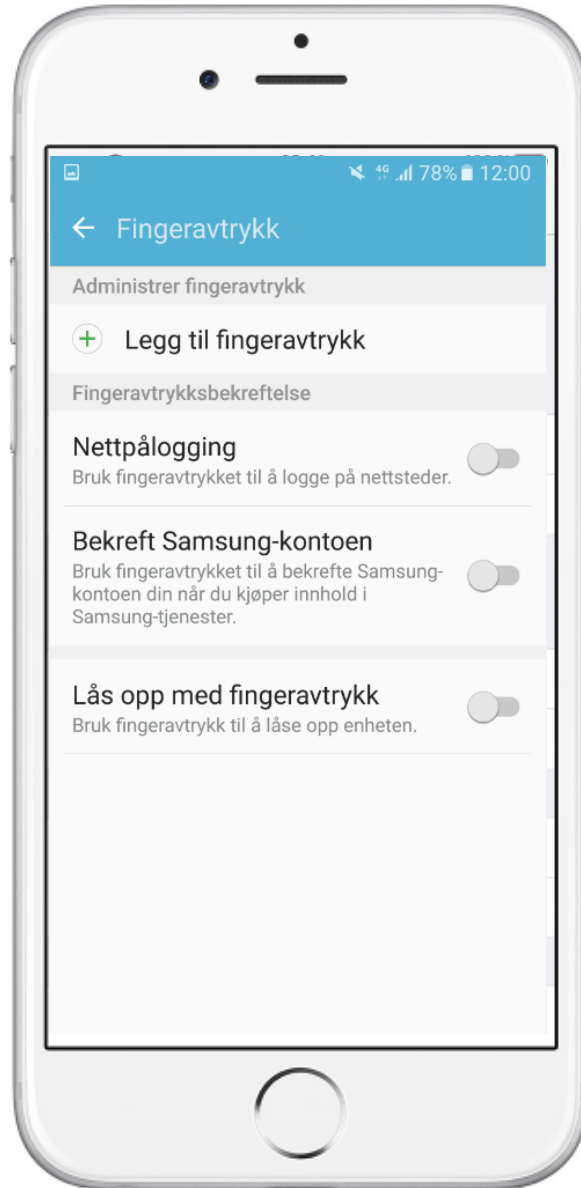 4G 78% 12:00
Fingeravtrykk
Administrer fingeravtrykk
Legg til fingeravtrykk
Fingeravtrykksbekreftelse
Nettpålogging
Bruk fingeravtrykket til å logge på nettsteder.
Bekreft Samsung-kontoen
Bruk fingeravtrykket til å bekrefte Samsung-
kontoen din når du kjøper innhold i
Samsung-tjenester.
Lås opp med fingeravtrykk
Bruk fingeravtrykk til å låse opp enheten.